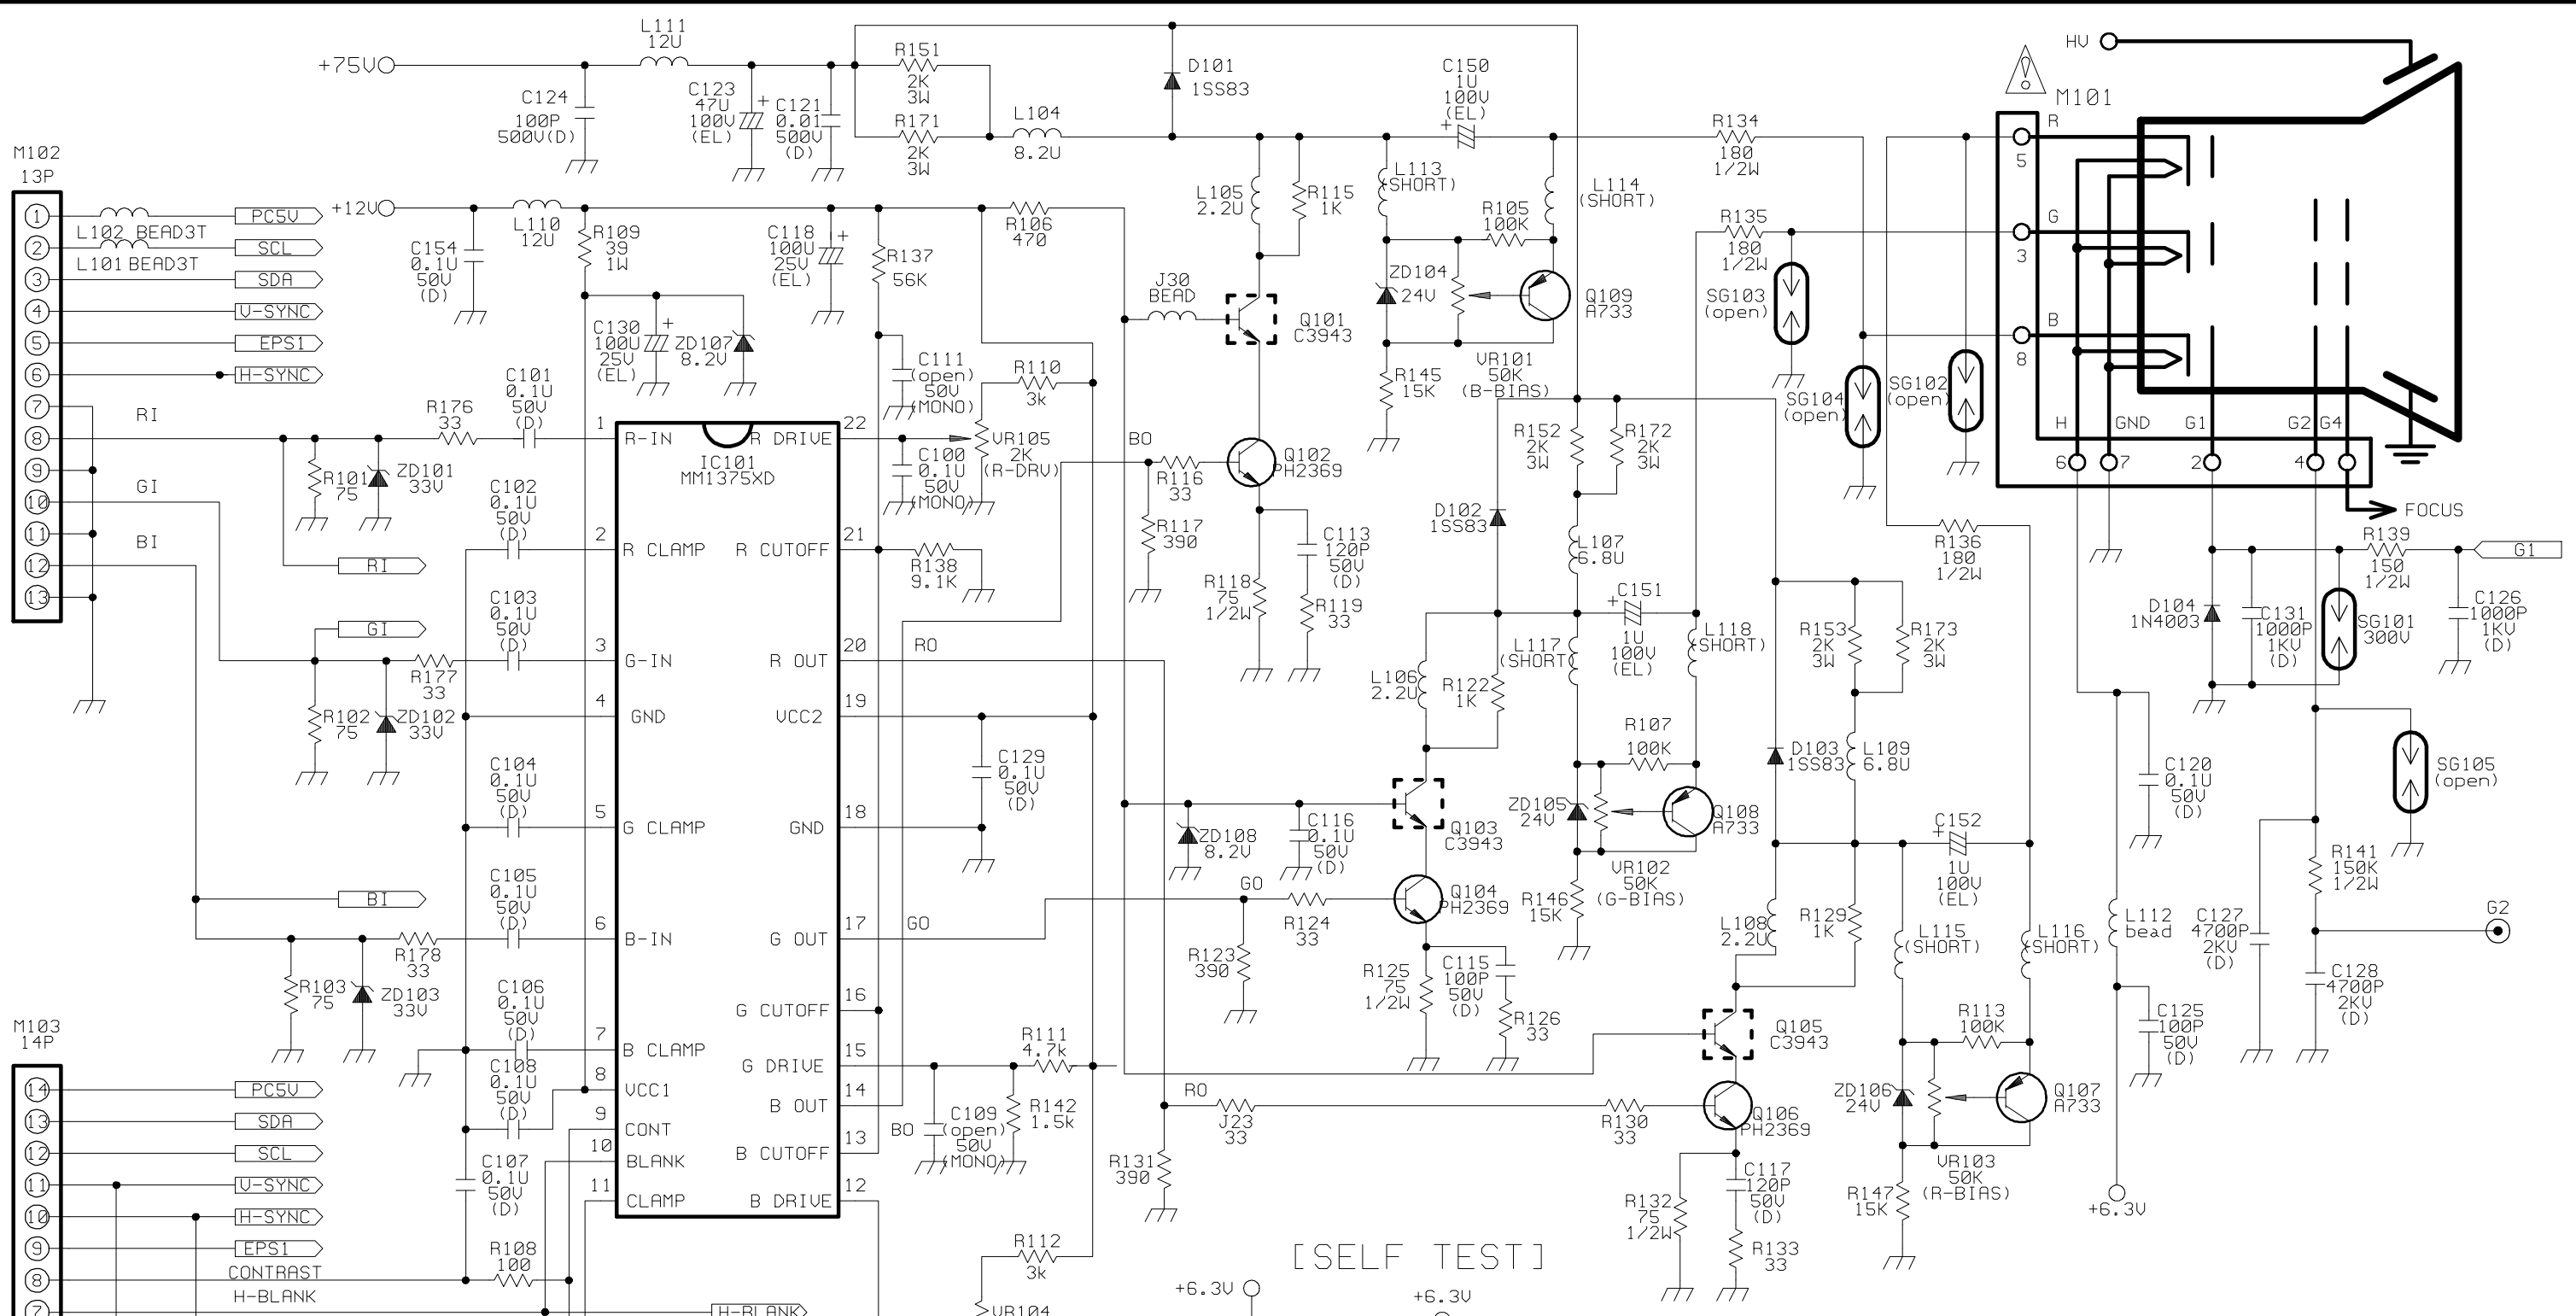 L111
12U
+75V
C124
100P
500V(D)
C123
47U
100V
(EL)
+
C121
0.01
500V
(D)
R151
2K
3W
R171
2K
3W
L104
8.2U
D101
1SS83
C150
1U
100V
(EL)
+
R134
180
1/2W
HV
M101
R
5
G
3
B
8
H
GND
G1
G2
G4
6
7
2
4
FOCUS
M102
13P
1
2
3
4
5
6
7
8
9
10
11
12
13
PC5V
L102 BEAD3T
SCL
L101 BEAD3T
SDA
V-SYNC
EPS1
H-SYNC
RI
GI
BI
+12V
C154
0.1U
50V
(D)
L110
12U
R109
39
1W
C118
100U
25V
(EL)
+
R137
56K
R106
470
L105
2.2U
R115
1K
J30
BEAD
Q101
C3943
L113
(SHORT)
R105
100K
L114
(SHORT)
ZD104
24V
Q109
A733
VR101
50K
(B-BIAS)
R145
15K
R135
180
1/2W
SG103
(open)
SG104
(open)
SG102
(open)
C130
100U
25V
(EL)
+
ZD107
8.2V
C111
(open)
50V
(MONO)
R110
3k
VR105
2K
(R-DRV)
C100
0.1U
50V
(MONO)
R176
33
C101
0.1U
50V
(D)
R101
75
ZD101
33V
C102
0.1U
50V
(D)
RI
C103
0.1U
50V
(D)
GI
R177
33
R102
75
ZD102
33V
C104
0.1U
50V
(D)
C105
0.1U
50V
(D)
BI
R178
33
R103
75
ZD103
33V
C106
0.1U
50V
(D)
C108
0.1U
50V
(D)
C107
0.1U
50V
(D)
R108
100
IC101
MM1375XD
1
R-IN
2
R CLAMP
3
G-IN
4
GND
5
G CLAMP
6
B-IN
7
B CLAMP
8
VCC1
9
CONT
10
BLANK
11
CLAMP
22
R DRIVE
21
R CUTOFF
20
R OUT
19
VCC2
18
GND
17
G OUT
16
G CUTOFF
15
G DRIVE
14
B OUT
13
B CUTOFF
12
B DRIVE
R138
9.1K
RO
C129
0.1U
50V
(D)
GO
R111
4.7k
C109
(open)
50V
(MONO)
R142
1.5k
BO
R112
3k
VR104
BO
R116
33
R117
390
Q102
PH2369
R118
75
1/2W
C113
120P
50V
(D)
R119
33
R152
2K
3W
R172
2K
3W
D102
1SS83
L107
6.8U
C151
1U
100V
(EL)
+
L117
(SHORT)
L118
(SHORT)
L106
2.2U
R122
1K
R107
100K
ZD105
24V
Q108
A733
VR102
50K
(G-BIAS)
R146
15K
ZD108
8.2V
C116
0.1U
50V
(D)
Q103
C3943
GO
R124
33
Q104
PH2369
R123
390
R125
75
1/2W
C115
100P
50V
(D)
R126
33
R136
180
1/2W
R153
2K
3W
R173
2K
3W
D103
1SS83
L109
6.8U
C152
1U
100V
(EL)
+
L108
2.2U
R129
1K
L115
(SHORT)
L116
(SHORT)
Q105
C3943
R113
100K
ZD106
24V
Q107
A733
VR103
50K
(R-BIAS)
R147
15K
RO
J23
33
R131
390
R130
33
Q106
PH2369
R132
75
1/2W
C117
120P
50V
(D)
R133
33
R139
150
1/2W
G1
D104
1N4003
C131
1000P
1KV
(D)
SG101
300V
C126
1000P
1KV
(D)
C120
0.1U
50V
(D)
SG105
(open)
R141
150K
1/2W
G2
C127
4700P
2KV
(D)
C128
4700P
2KV
(D)
L112
bead
C125
100P
50V
(D)
+6.3V
M103
14P
14
13
12
11
10
9
8
7
PC5V
SDA
SCL
V-SYNC
H-SYNC
EPS1
CONTRAST
H-BLANK
H-BLANK
[SELF TEST]
+6.3V
+6.3V